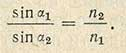 sin α₁ / sin α₂ = n₂ / n₁.